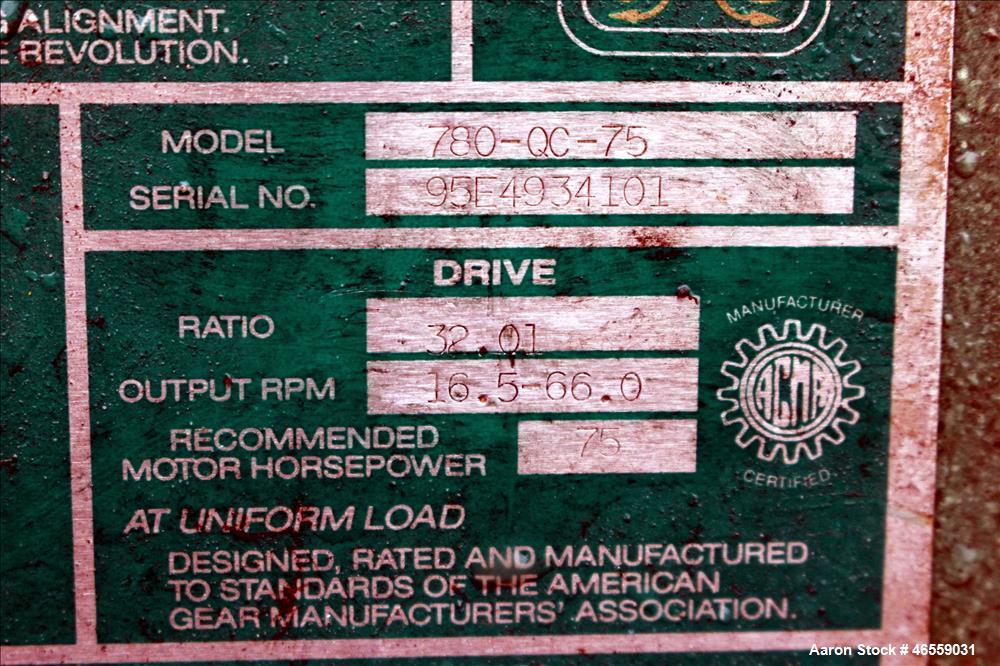 ALIGNMENT.
REVOLUTION.
MODEL 780-QC-75
SERIAL NO. 95E4934101
DRIVE
RATIO 32.01
OUTPUT RPM 16.5-66.0
RECOMMENDED
MOTOR HORSEPOWER 75
AT UNIFORM LOAD
DESIGNED, RATED AND MANUFACTURED
TO STANDARDS OF THE AMERICAN
GEAR MANUFACTURERS' ASSOCIATION.
MANUFACTURER
CERTIFIED
Aaron Stock # 46559031